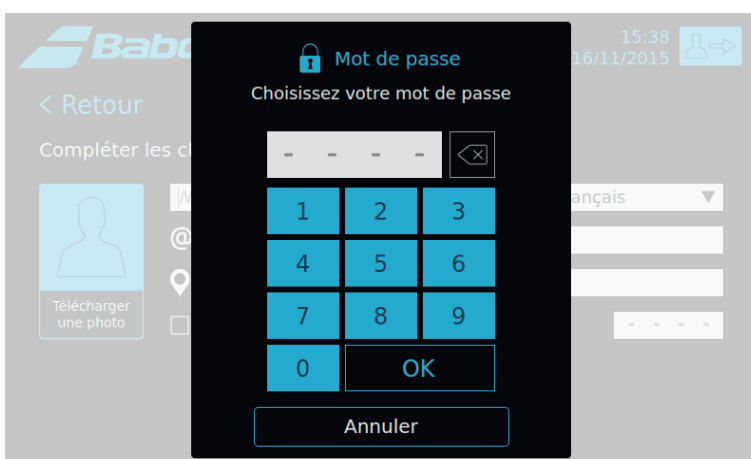 Babo
15:38
16/11/2015
< Retour
Compléter les c
Télécharger
une photo
@
ançais
- - - -
Mot de passe
Choisissez votre mot de passe
- - - -
1 2 3
4 5 6
7 8 9
0 OK
Annuler